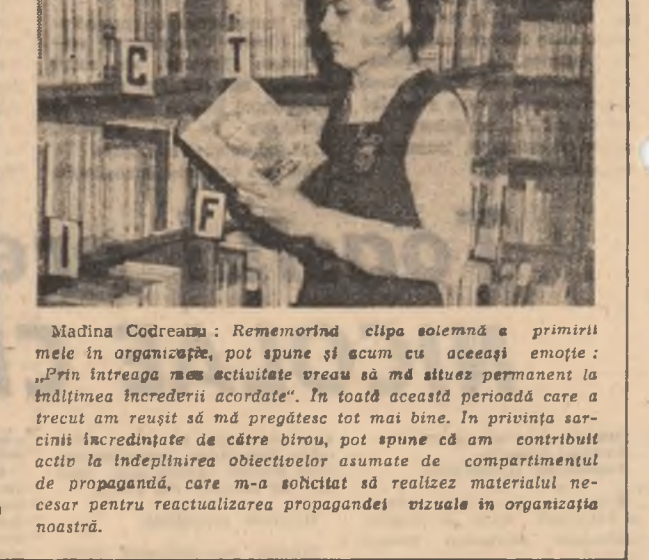 C
T
F
I
Madina Codreanu : Rememorind clipa solemnă a primirii
mele în organizație, pot spune și acum cu aceeași emoție :
„Prin întreaga mea activitate vreau să mă situez permanent la
înălțimea încrederii acordate“. În toată această perioadă care a
trecut am reușit să mă pregătesc tot mai bine. In privința sar-
cinii încredințate de către birou, pot spune că am contribuit
activ la îndeplinirea obiectivelor asumate de compartimentul
de propagandă, care m-a solicitat să realizez materialul ne-
cesar pentru reactualizarea propagandei vizuale in organizația
noastră.